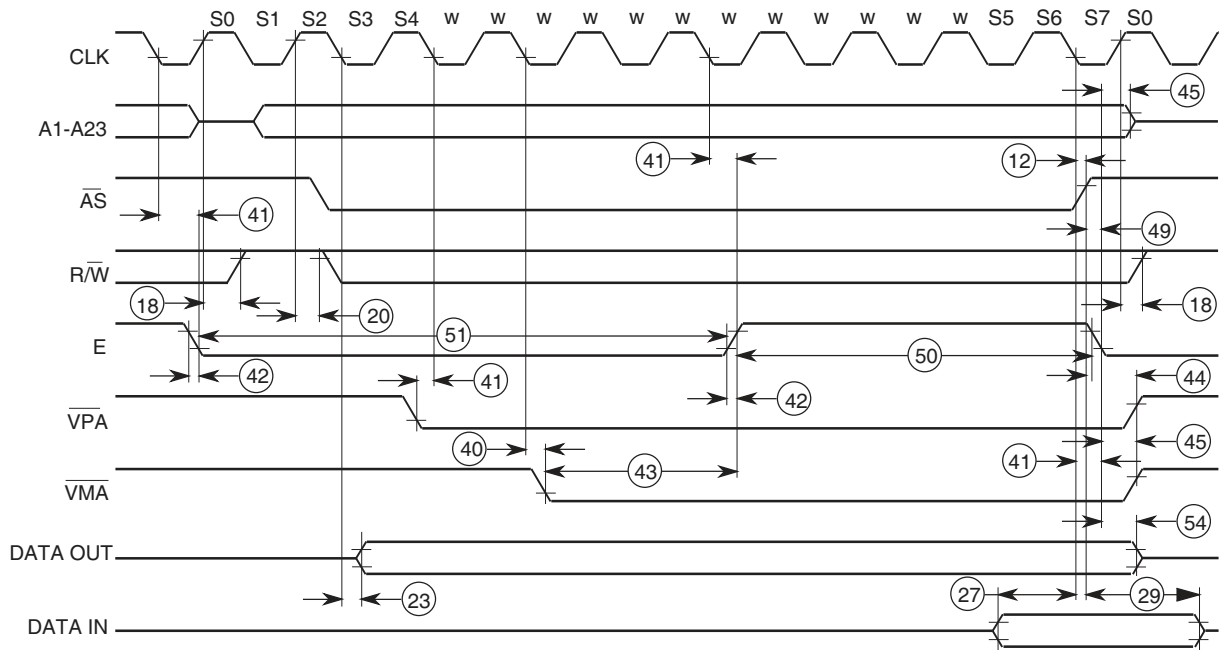 S0 S1 S2 S3 S4 w w w w w w w w w w w w S5 S6 S7 S0
CLK
45
A1-A23
41 12
AS
41 49
R/W
18 20 18
51
E 50
42 41 42 44
VPA
40 45
43 41
VMA
54
DATA OUT
23 27 29
DATA IN